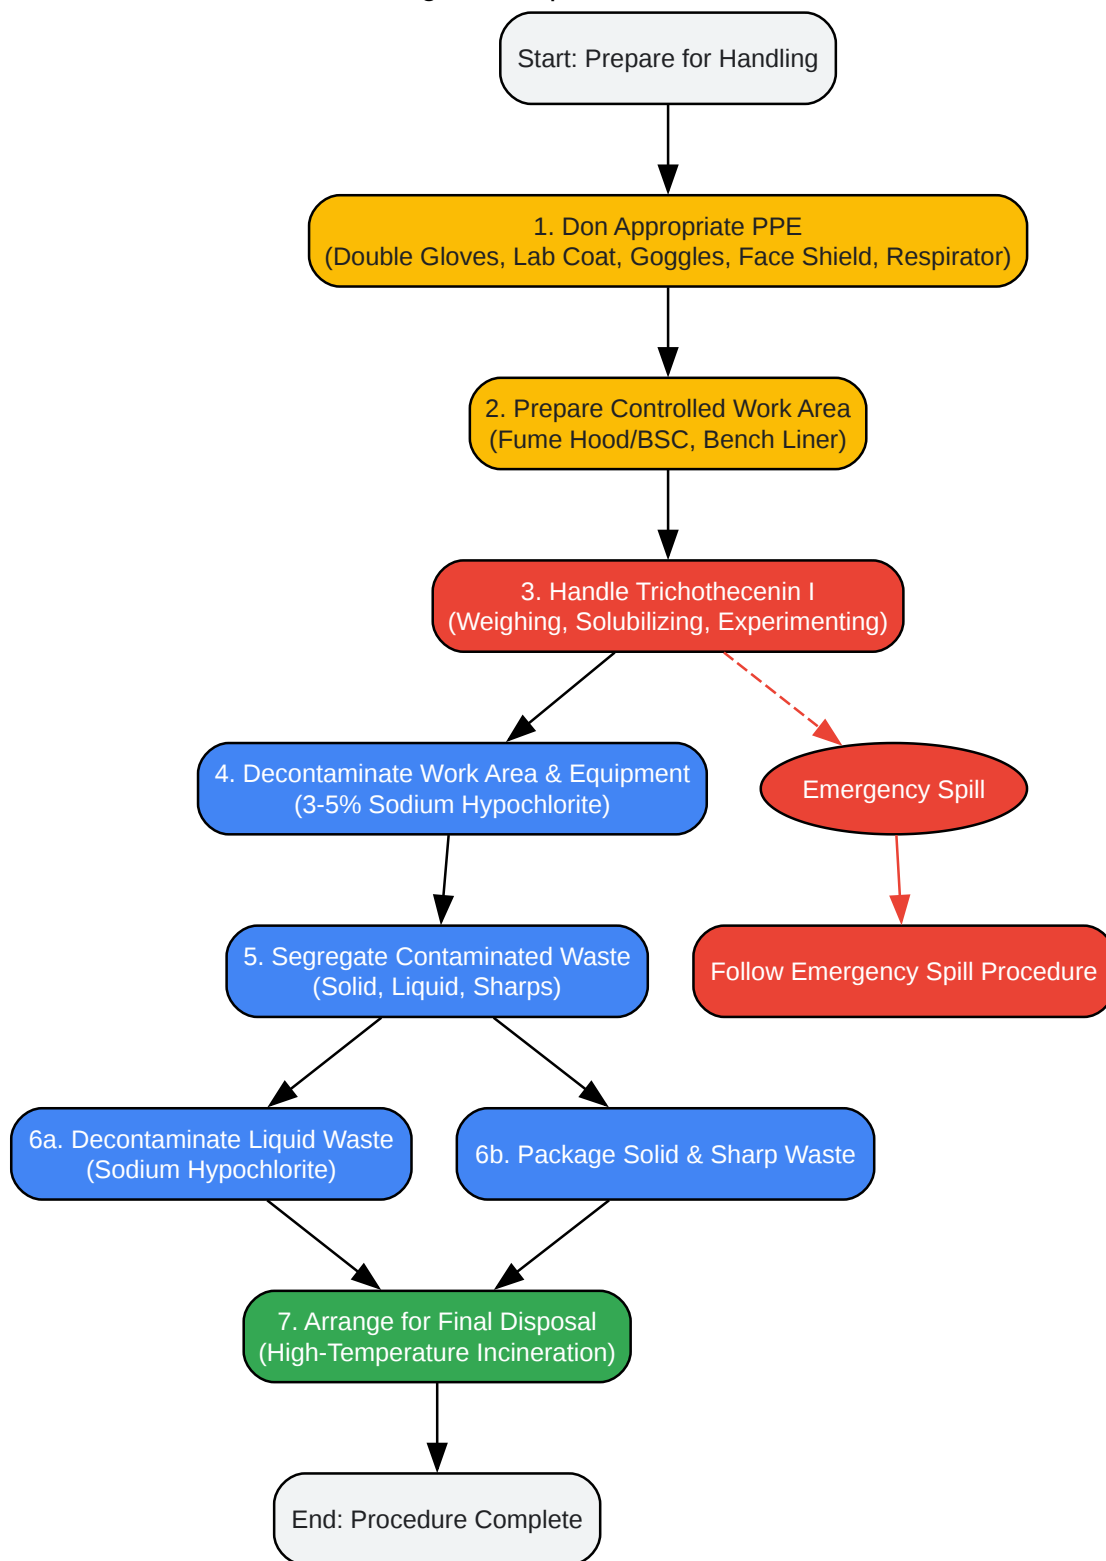 Start: Prepare for Handling
1. Don Appropriate PPE
(Double Gloves, Lab Coat, Goggles, Face Shield, Respirator)
2. Prepare Controlled Work Area
(Fume Hood/BSC, Bench Liner)
3. Handle Trichothecenin I
(Weighing, Solubilizing, Experimenting)
4. Decontaminate Work Area & Equipment
(3-5% Sodium Hypochlorite)
Emergency Spill
5. Segregate Contaminated Waste
(Solid, Liquid, Sharps)
Follow Emergency Spill Procedure
6a. Decontaminate Liquid Waste
(Sodium Hypochlorite)
6b. Package Solid & Sharp Waste
7. Arrange for Final Disposal
(High-Temperature Incineration)
End: Procedure Complete